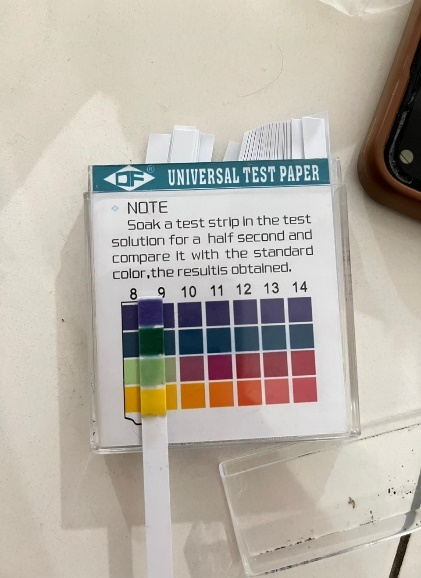 DF® UNIVERSAL TEST PAPER
NOTE
Soak a test strip in the test
solution for a half second and
compare it with the standard
color,the resultis obtained.
8 9 10 11 12 13 14